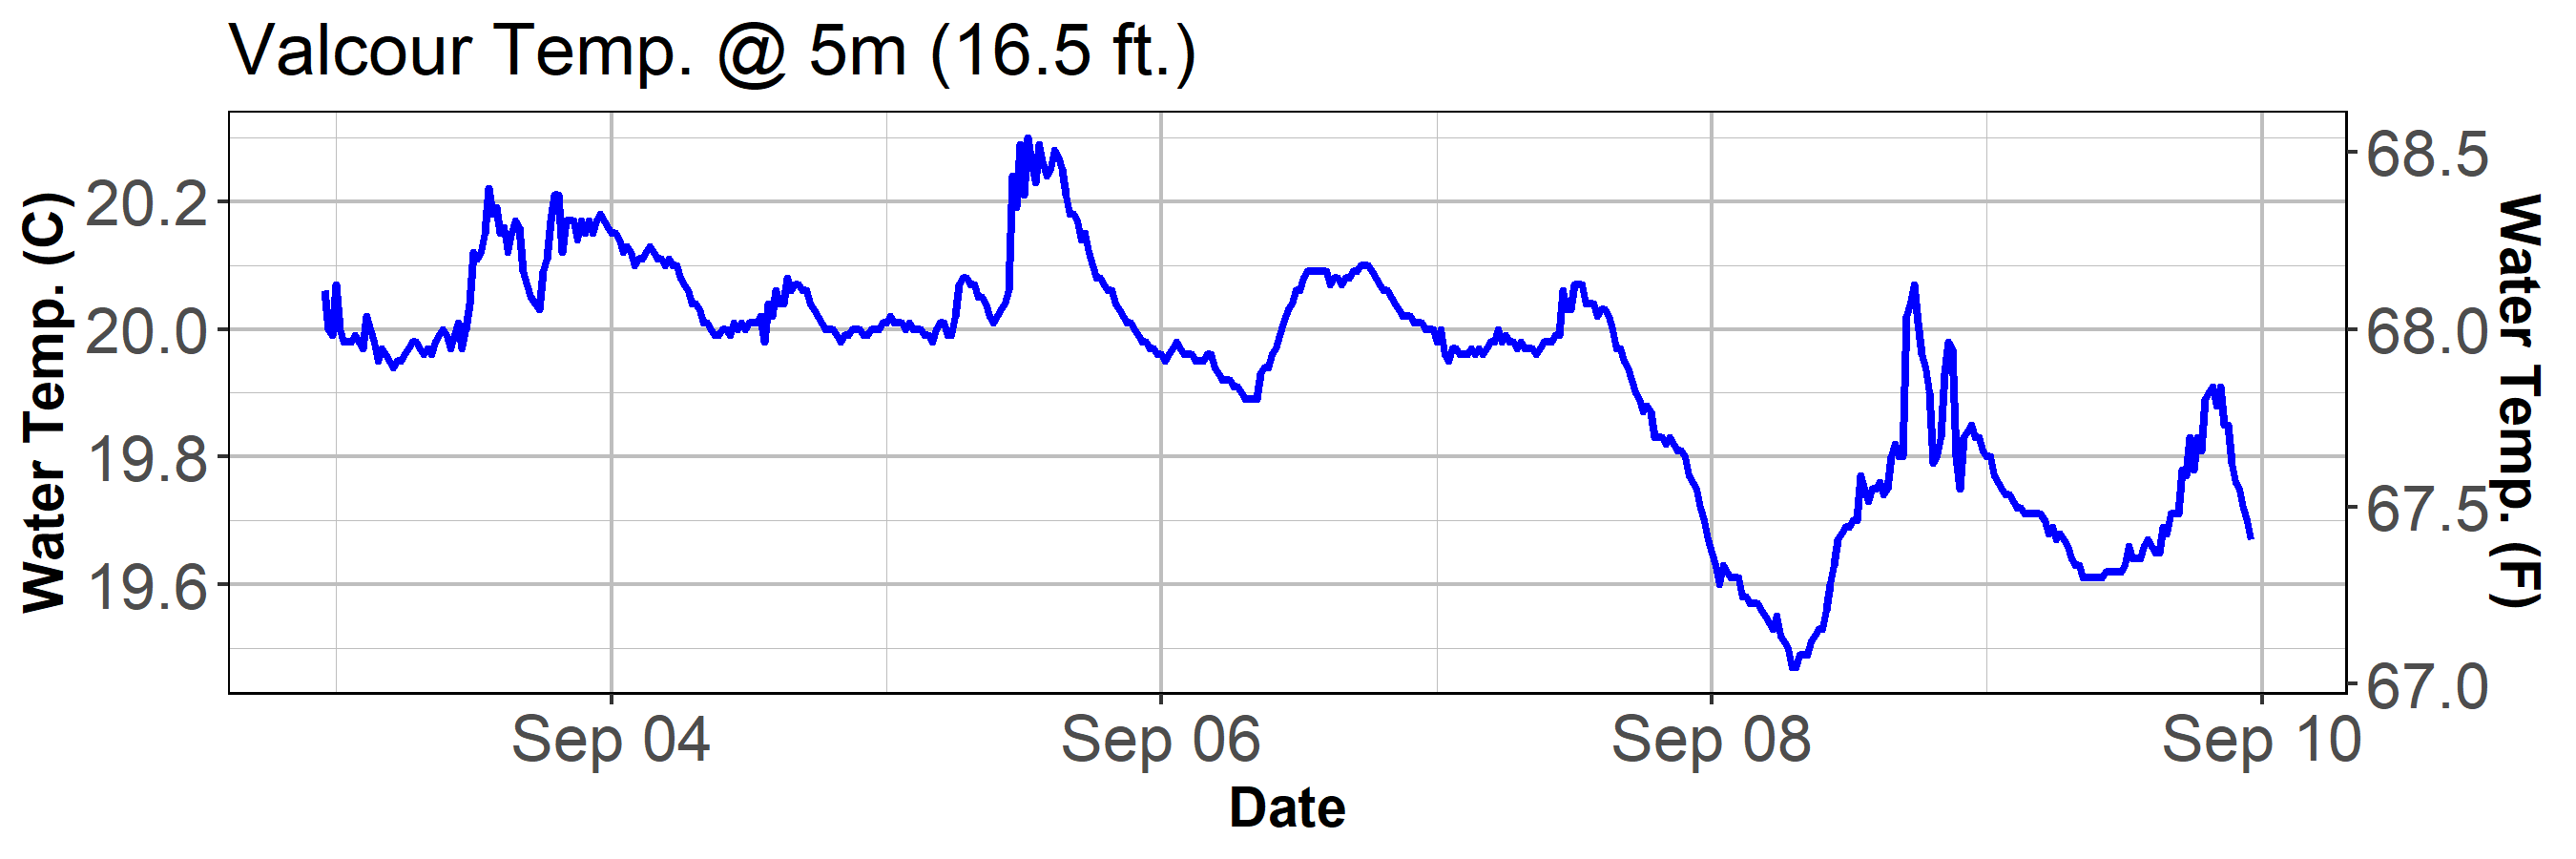 Valcour Temp. @ 5m (16.5 ft.)
Water Temp. (C)
20.2
20.0
19.8
19.6
68.5
68.0
67.5
67.0
Water Temp. (F)
Sep 04
Sep 06
Sep 08
Sep 10
Date